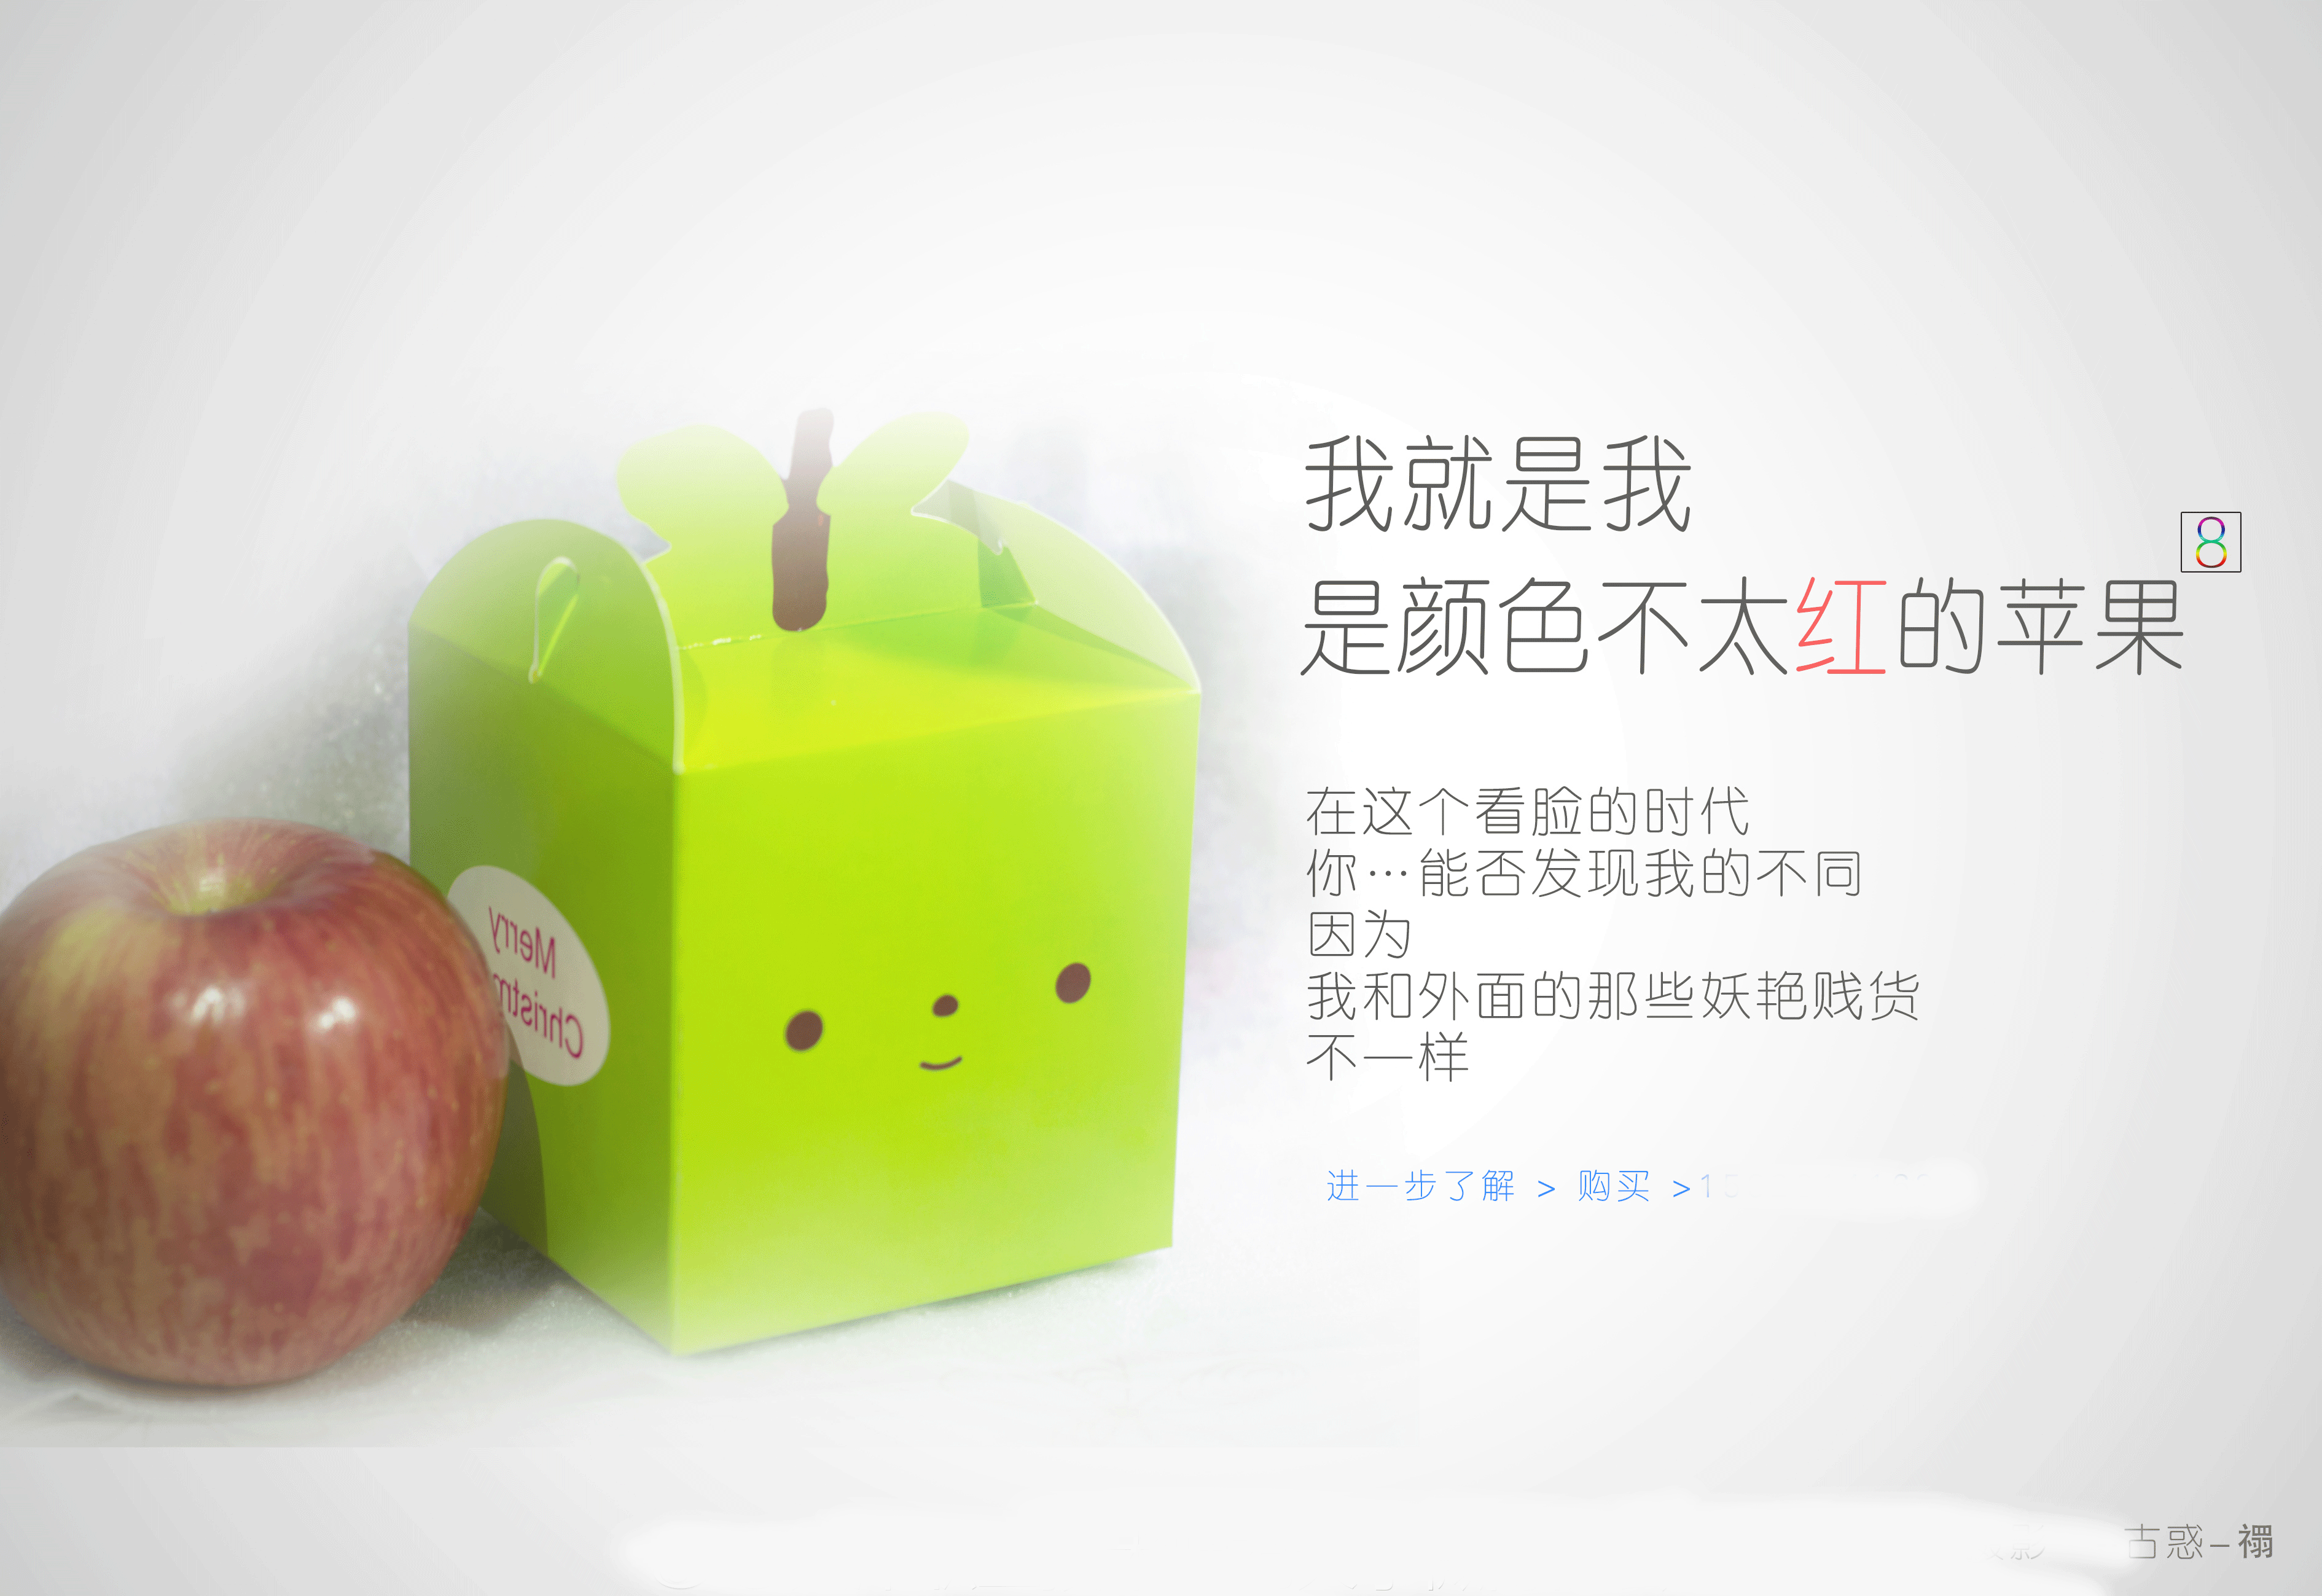 我就是我
8
是颜色不太红的苹果
在这个看脸的时代
你…能否发现我的不同
因为
我和外面的那些妖艳贱货
不一样
Merry
Christm
进一步了解 > 购买 >1
古惑-禢